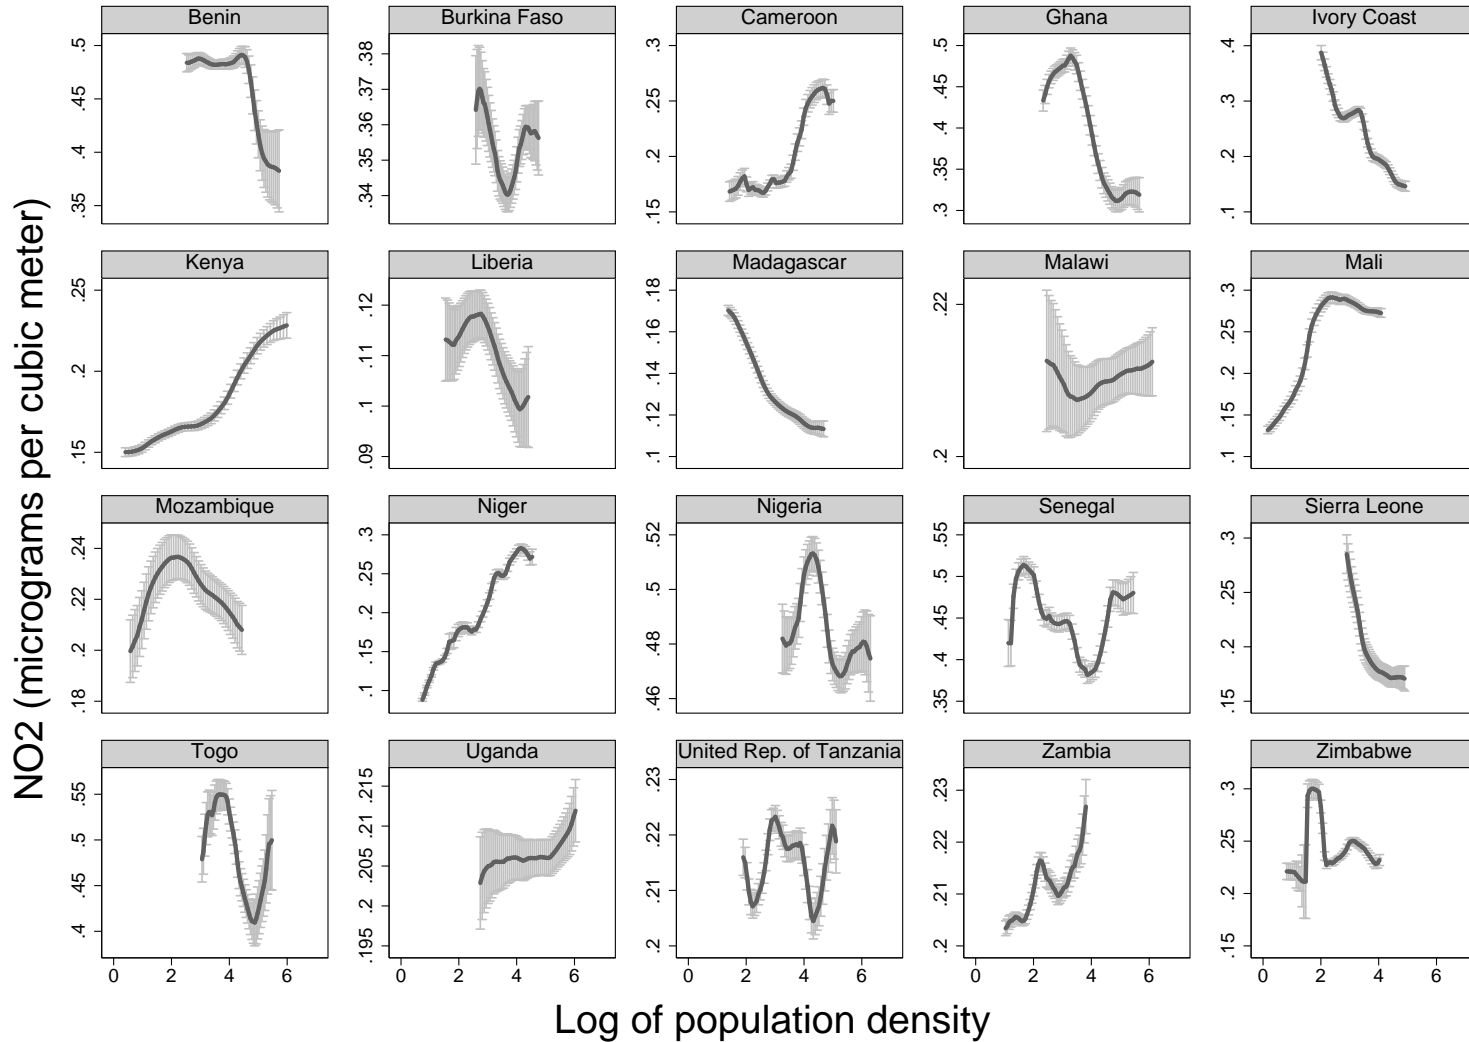 Benin Burkina Faso Cameroon Ghana Ivory Coast
.35 .4 .45 .5
.34 .35 .36 .37 .38
.15 .2 .25 .3
.3 .35 .4 .45 .5
.1 .2 .3 .4
Kenya Liberia Madagascar Malawi Mali
.15 .2 .25
.09 .1 .11 .12
.1 .12 .14 .16 .18
.2 .22
.1 .15 .2 .25 .3
Mozambique Niger Nigeria Senegal Sierra Leone
.18 .2 .22 .24
.1 .15 .2 .25 .3
.46 .48 .5 .52
.35 .4 .45 .5 .55
.15 .2 .25 .3
Togo Uganda United Rep. of Tanzania Zambia Zimbabwe
.4 .45 .5 .55
.195 .2 .205 .21 .215
.2 .21 .22 .23
.2 .21 .22 .23
.15 .2 .25 .3
0 2 4 6 0 2 4 6 0 2 4 6 0 2 4 6 0 2 4 6
NO2 (micrograms per cubic meter)
Log of population density